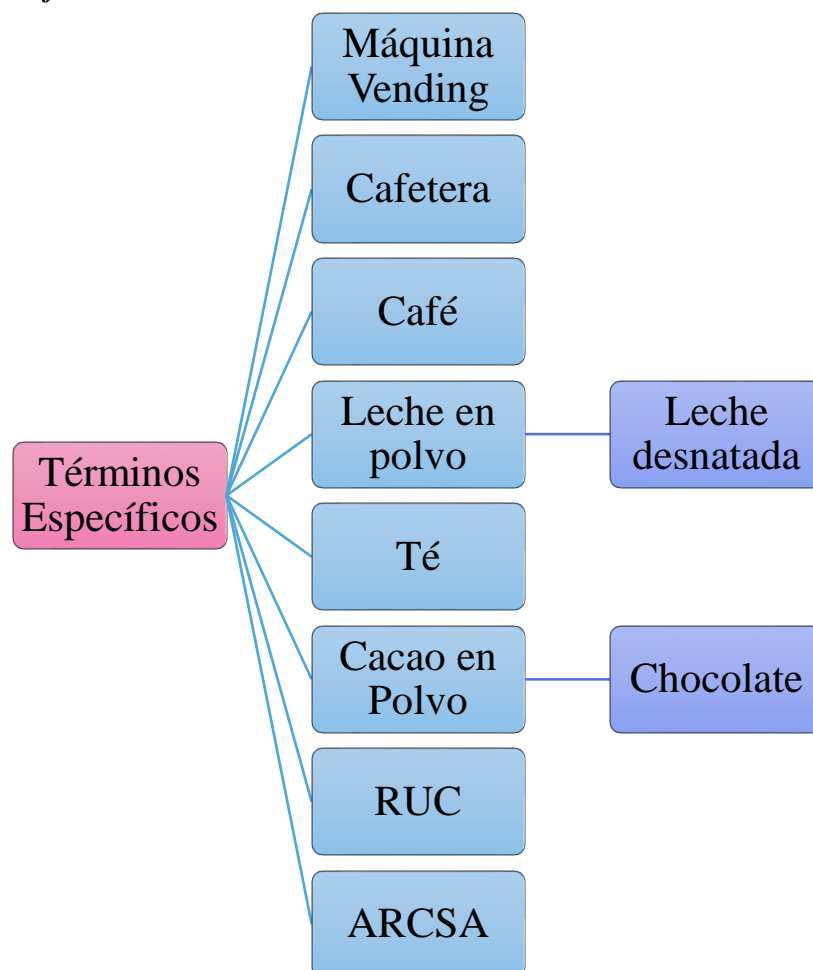 Máquina
Vending
Cafetera
Café
Leche en
polvo
Leche
desnatada
Términos
Específicos
Té
Cacao en
Polvo
Chocolate
RUC
ARCSA